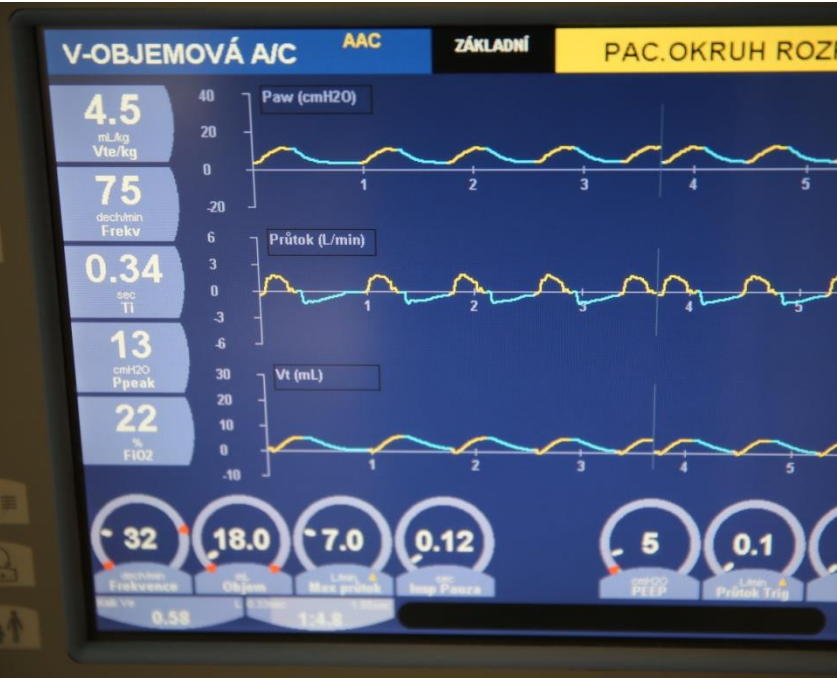 V-OBJEMOVÁ A/C
AAC
ZÁKLADNÍ
PAC.OKRUH ROZ
4.5
mL/kg
Vte/kg
75
dech/min
Frekv
0.34
sec
Ti
13
cmH2O
Ppeak
22
%
FiO2
Paw (cmH2O)
40
20
0
-20
1 2 3 4 5
Průtok (L/min)
6
3
0
-3
-6
1 2 3 4 5
Vt (mL)
30
20
10
0
-10
1 2 3 4 5
32
dech/min
Frekvence
18.0
mL
Objem
7.0
L/min
Max průtok
0.12
sec
Insp Pauza
5
cmH2O
PEEP
0.1
L/min
Průtok Trig
0.58
1:4.8